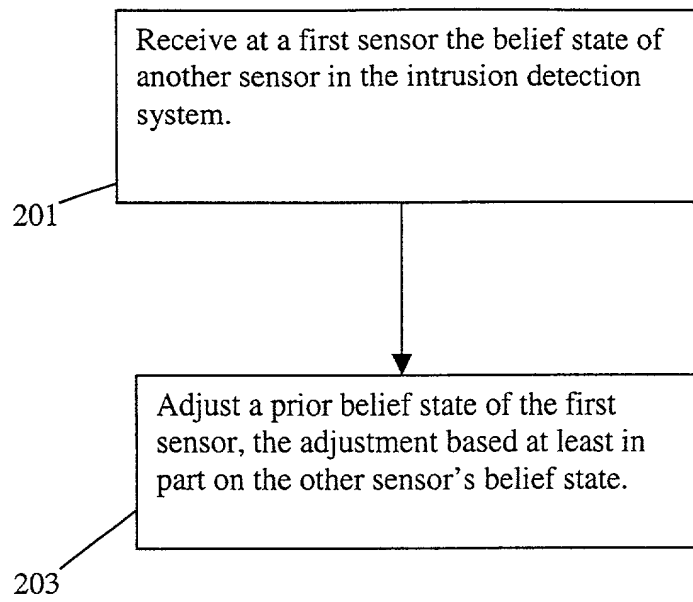 Receive at a first sensor the belief state of
another sensor in the intrusion detection
system.
201
Adjust a prior belief state of the first
sensor, the adjustment based at least in
part on the other sensor's belief state.
203